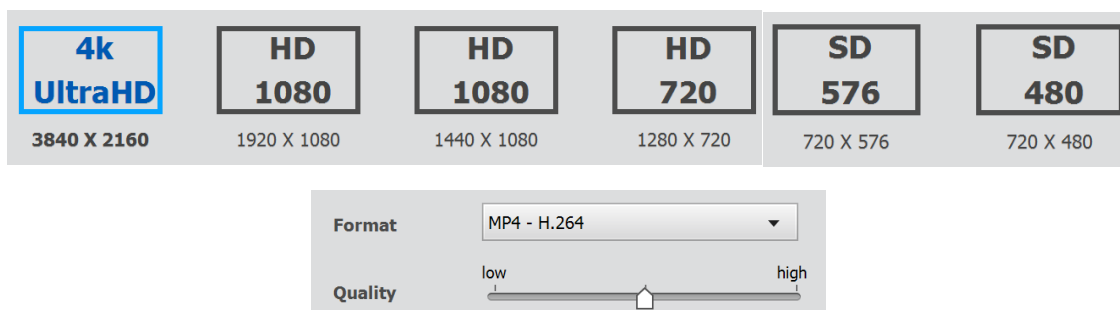 4k UltraHD
3840 X 2160
HD 1080
1920 X 1080
HD 1080
1440 X 1080
HD 720
1280 X 720
SD 576
720 X 576
SD 480
720 X 480
Format MP4 - H.264
low high
Quality